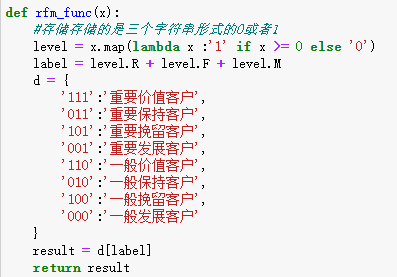 def rfm_func(x):
    #存储存储的是三个字符串形式的0或者1
    level = x.map(lambda x :'1' if x >= 0 else '0')
    label = level.R + level.F + level.M
    d = {
        '111':'重要价值客户',
        '011':'重要保持客户',
        '101':'重要挽留客户',
        '001':'重要发展客户',
        '110':'一般价值客户',
        '010':'一般保持客户',
        '100':'一般挽留客户',
        '000':'一般发展客户'
    }
    result = d[label]
    return result